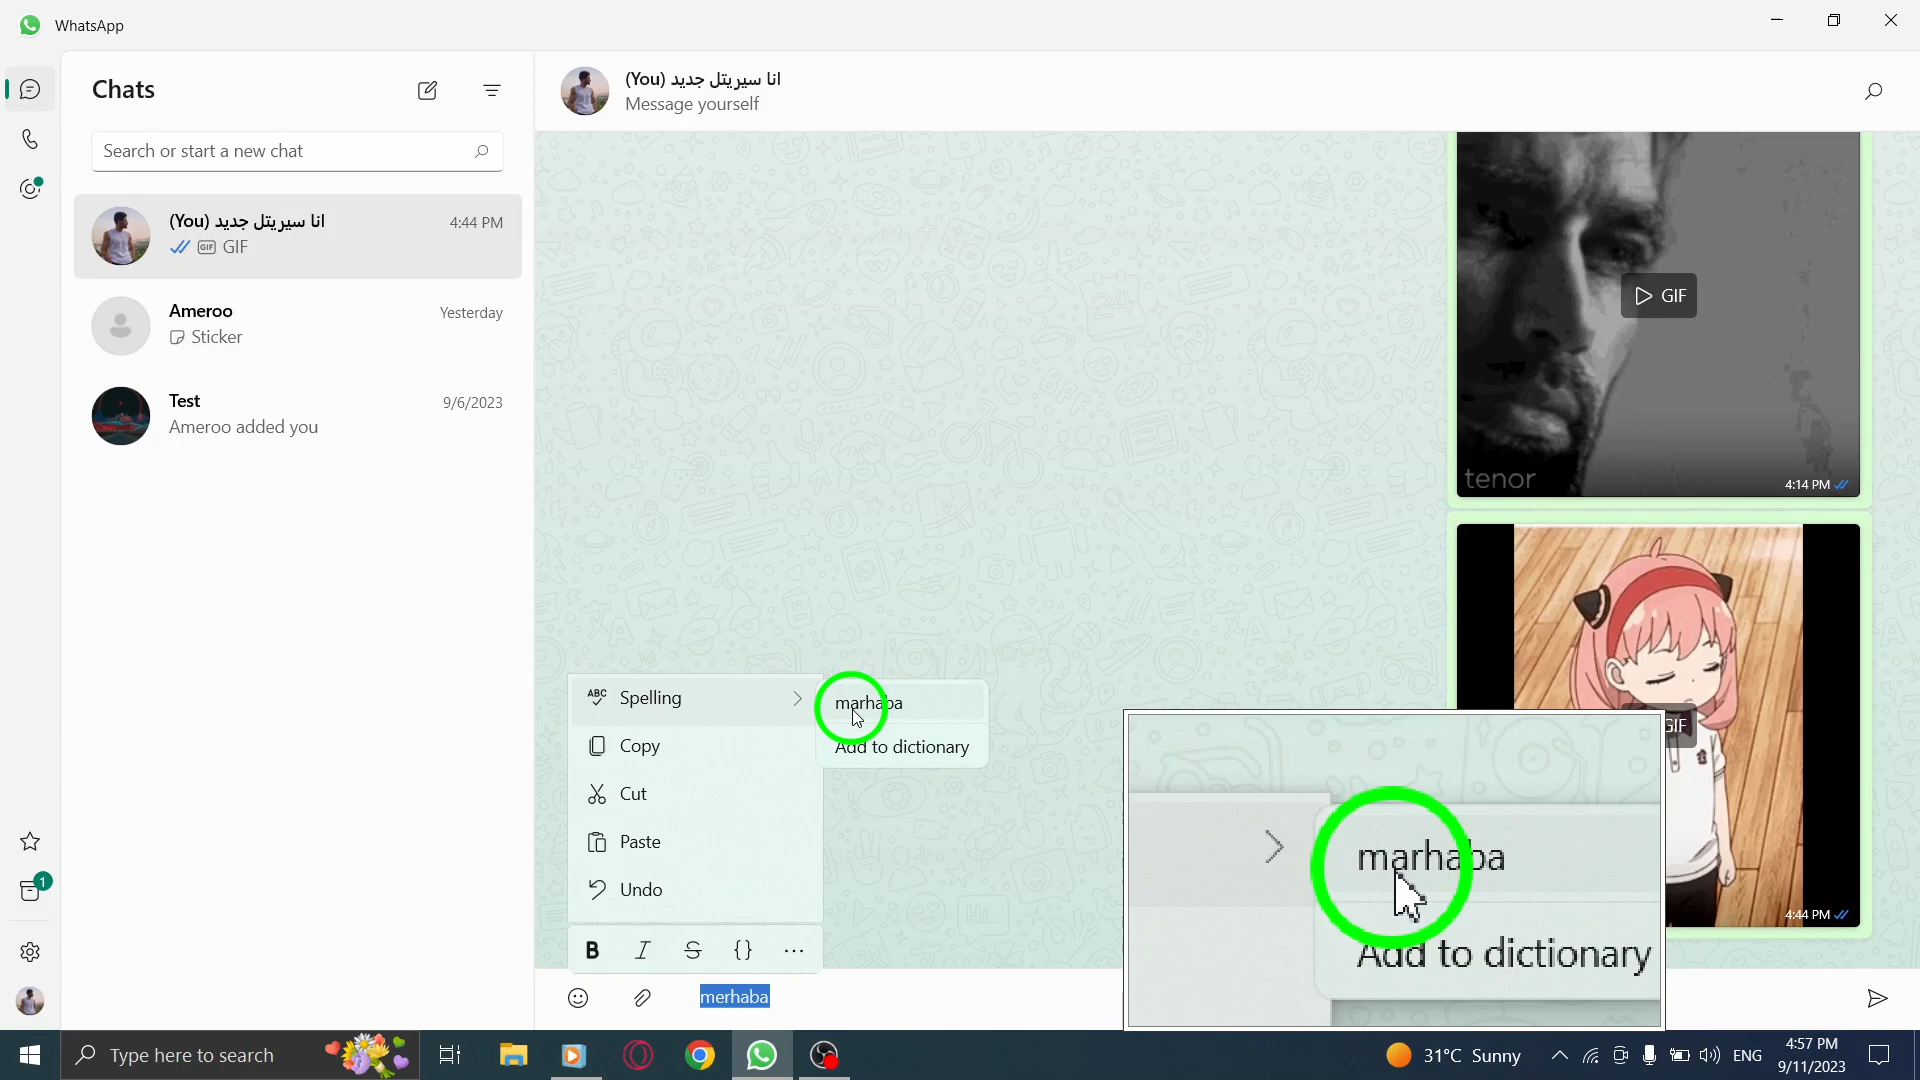 WhatsApp
Chats
Search or start a new chat
انا سيريتل جديد (You)
4:44 PM
GIF GIF
Ameroo
Yesterday
Sticker
Test
9/6/2023
Ameroo added you
1
انا سيريتل جديد (You)
Message yourself
GIF
tenor
4:14 PM
GIF
4:44 PM
ABC Spelling
Copy
Cut
Paste
Undo
marhaba
Add to dictionary
B I S {} ...
merhaba
marhaba
Add to dictionary
Type here to search
31°C Sunny
ENG
4:57 PM
9/11/2023